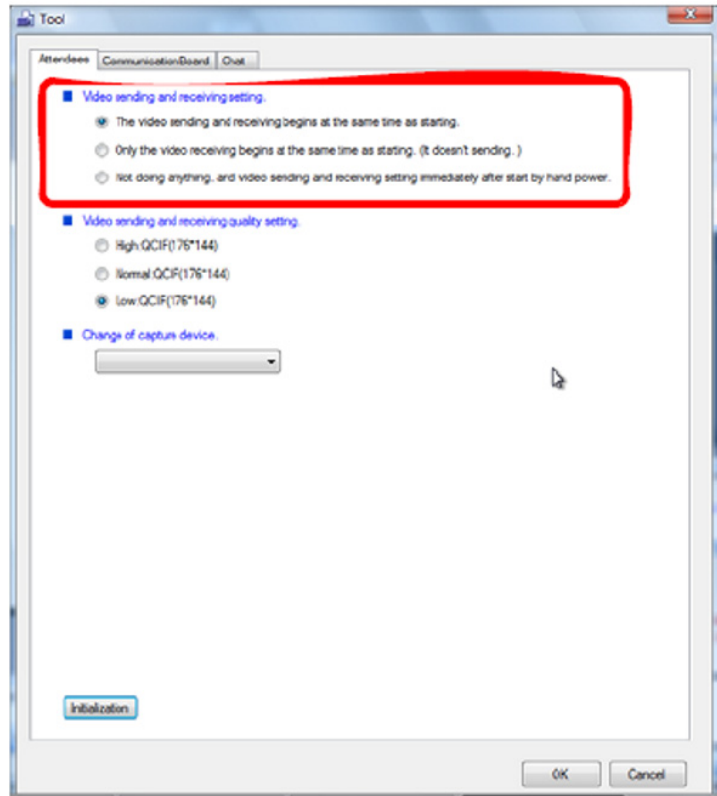 Tool
Attendees CommunicationBoard Chat
Video sending and receiving setting.
The video sending and receiving begins at the same time as starting.
Only the video receiving begins at the same time as stating. (It doesn't sending. )
Not doing anything, and video sending and receiving setting immediately after start by hand power.
Video sending and receiving quality setting.
High:QCIF(176*144)
Normal:QCIF(176*144)
Low:QCIF(176*144)
Change of capture device.
Initialization
OK Cancel